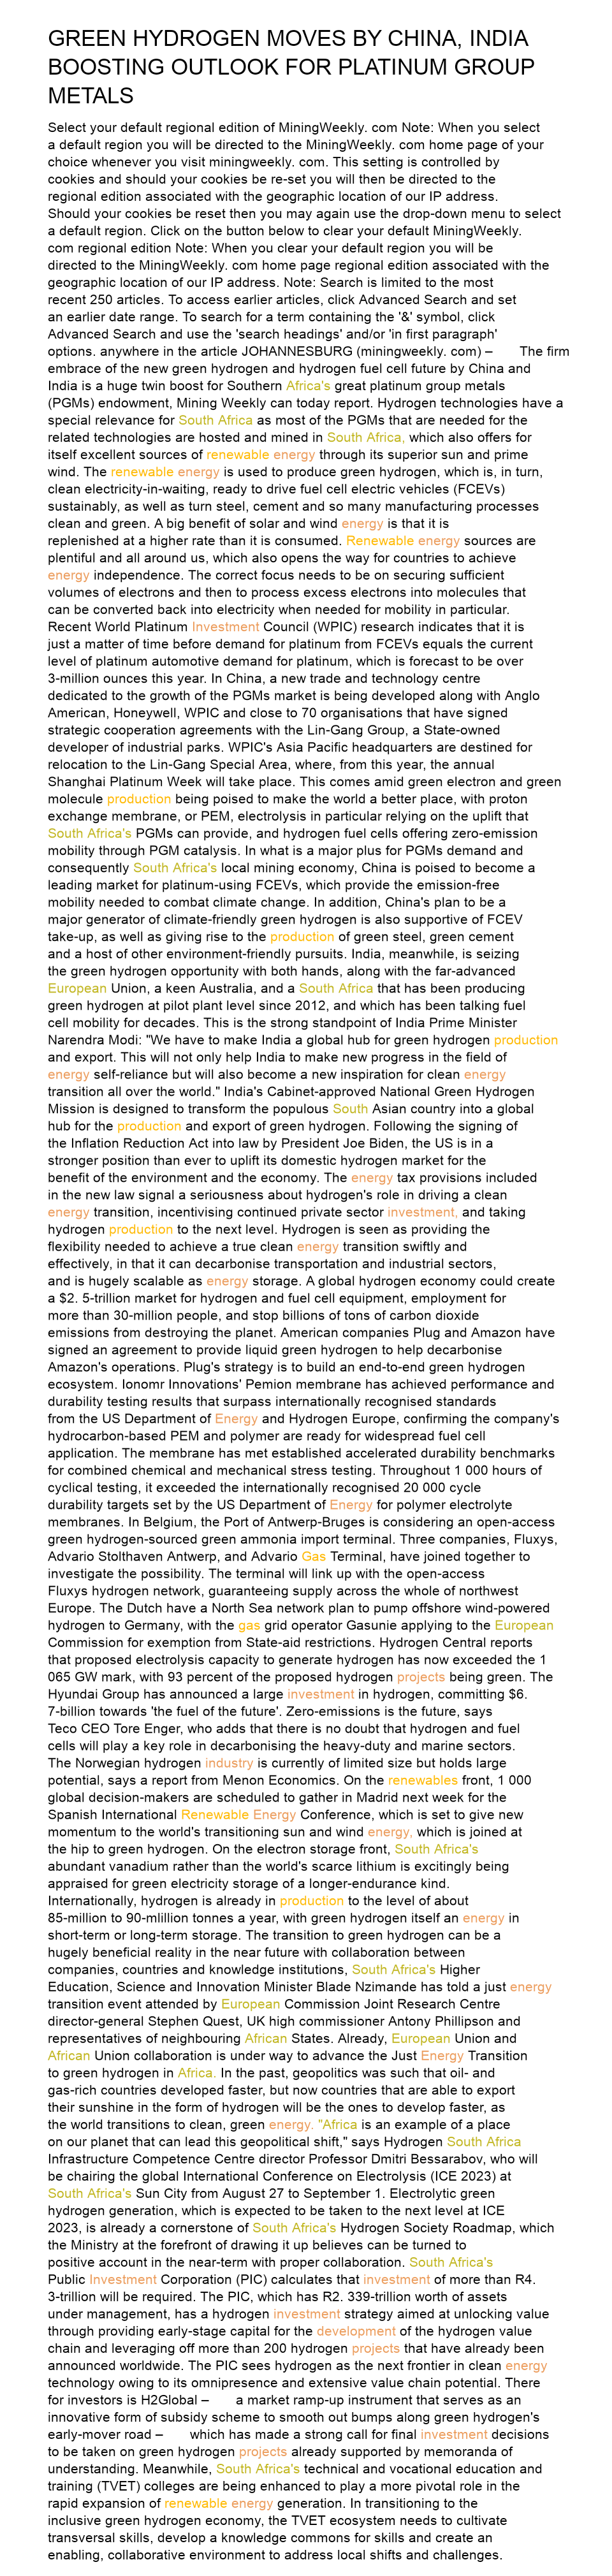 GREEN HYDROGEN MOVES BY CHINA, INDIA
BOOSTING OUTLOOK FOR PLATINUM GROUP
METALS
Select your default regional edition of MiningWeekly. com Note: When you select
a default region you will be directed to the MiningWeekly. com home page of your
choice whenever you visit miningweekly. com. This setting is controlled by
cookies and should your cookies be re-set you will then be directed to the
regional edition associated with the geographic location of our IP address.
Should your cookies be reset then you may again use the drop-down menu to select
a default region. Click on the button below to clear your default MiningWeekly.
com regional edition Note: When you clear your default region you will be
directed to the MiningWeekly. com home page regional edition associated with the
geographic location of our IP address. Note: Search is limited to the most
recent 250 articles. To access earlier articles, click Advanced Search and set
an earlier date range. To search for a term containing the '&' symbol, click
Advanced Search and use the 'search headings' and/or 'in first paragraph'
options. anywhere in the article JOHANNESBURG (miningweekly. com) – The firm
embrace of the new green hydrogen and hydrogen fuel cell future by China and
India is a huge twin boost for Southern Africa's great platinum group metals
(PGMs) endowment, Mining Weekly can today report. Hydrogen technologies have a
special relevance for South Africa as most of the PGMs that are needed for the
related technologies are hosted and mined in South Africa, which also offers for
itself excellent sources of renewable energy through its superior sun and prime
wind. The renewable energy is used to produce green hydrogen, which is, in turn,
clean electricity-in-waiting, ready to drive fuel cell electric vehicles (FCEVs)
sustainably, as well as turn steel, cement and so many manufacturing processes
clean and green. A big benefit of solar and wind energy is that it is
replenished at a higher rate than it is consumed. Renewable energy sources are
plentiful and all around us, which also opens the way for countries to achieve
energy independence. The correct focus needs to be on securing sufficient
volumes of electrons and then to process excess electrons into molecules that
can be converted back into electricity when needed for mobility in particular.
Recent World Platinum Investment Council (WPIC) research indicates that it is
just a matter of time before demand for platinum from FCEVs equals the current
level of platinum automotive demand for platinum, which is forecast to be over
3-million ounces this year. In China, a new trade and technology centre
dedicated to the growth of the PGMs market is being developed along with Anglo
American, Honeywell, WPIC and close to 70 organisations that have signed
strategic cooperation agreements with the Lin-Gang Group, a State-owned
developer of industrial parks. WPIC's Asia Pacific headquarters are destined for
relocation to the Lin-Gang Special Area, where, from this year, the annual
Shanghai Platinum Week will take place. This comes amid green electron and green
molecule production being poised to make the world a better place, with proton
exchange membrane, or PEM, electrolysis in particular relying on the uplift that
South Africa's PGMs can provide, and hydrogen fuel cells offering zero-emission
mobility through PGM catalysis. In what is a major plus for PGMs demand and
consequently South Africa's local mining economy, China is poised to become a
leading market for platinum-using FCEVs, which provide the emission-free
mobility needed to combat climate change. In addition, China's plan to be a
major generator of climate-friendly green hydrogen is also supportive of FCEV
take-up, as well as giving rise to the production of green steel, green cement
and a host of other environment-friendly pursuits. India, meanwhile, is seizing
the green hydrogen opportunity with both hands, along with the far-advanced
European Union, a keen Australia, and a South Africa that has been producing
green hydrogen at pilot plant level since 2012, and which has been talking fuel
cell mobility for decades. This is the strong standpoint of India Prime Minister
Narendra Modi: "We have to make India a global hub for green hydrogen production
and export. This will not only help India to make new progress in the field of
energy self-reliance but will also become a new inspiration for clean energy
transition all over the world." India's Cabinet-approved National Green Hydrogen
Mission is designed to transform the populous South Asian country into a global
hub for the production and export of green hydrogen. Following the signing of
the Inflation Reduction Act into law by President Joe Biden, the US is in a
stronger position than ever to uplift its domestic hydrogen market for the
benefit of the environment and the economy. The energy tax provisions included
in the new law signal a seriousness about hydrogen's role in driving a clean
energy transition, incentivising continued private sector investment, and taking
hydrogen production to the next level. Hydrogen is seen as providing the
flexibility needed to achieve a true clean energy transition swiftly and
effectively, in that it can decarbonise transportation and industrial sectors,
and is hugely scalable as energy storage. A global hydrogen economy could create
a $2. 5-trillion market for hydrogen and fuel cell equipment, employment for
more than 30-million people, and stop billions of tons of carbon dioxide
emissions from destroying the planet. American companies Plug and Amazon have
signed an agreement to provide liquid green hydrogen to help decarbonise
Amazon's operations. Plug's strategy is to build an end-to-end green hydrogen
ecosystem. Ionomr Innovations' Pemion membrane has achieved performance and
durability testing results that surpass internationally recognised standards
from the US Department of Energy and Hydrogen Europe, confirming the company's
hydrocarbon-based PEM and polymer are ready for widespread fuel cell
application. The membrane has met established accelerated durability benchmarks
for combined chemical and mechanical stress testing. Throughout 1 000 hours of
cyclical testing, it exceeded the internationally recognised 20 000 cycle
durability targets set by the US Department of Energy for polymer electrolyte
membranes. In Belgium, the Port of Antwerp-Bruges is considering an open-access
green hydrogen-sourced green ammonia import terminal. Three companies, Fluxys,
Advario Stolthaven Antwerp, and Advario Gas Terminal, have joined together to
investigate the possibility. The terminal will link up with the open-access
Fluxys hydrogen network, guaranteeing supply across the whole of northwest
Europe. The Dutch have a North Sea network plan to pump offshore wind-powered
hydrogen to Germany, with the gas grid operator Gasunie applying to the European
Commission for exemption from State-aid restrictions. Hydrogen Central reports
that proposed electrolysis capacity to generate hydrogen has now exceeded the 1
065 GW mark, with 93 percent of the proposed hydrogen projects being green. The
Hyundai Group has announced a large investment in hydrogen, committing $6.
7-billion towards 'the fuel of the future'. Zero-emissions is the future, says
Teco CEO Tore Enger, who adds that there is no doubt that hydrogen and fuel
cells will play a key role in decarbonising the heavy-duty and marine sectors.
The Norwegian hydrogen industry is currently of limited size but holds large
potential, says a report from Menon Economics. On the renewables front, 1 000
global decision-makers are scheduled to gather in Madrid next week for the
Spanish International Renewable Energy Conference, which is set to give new
momentum to the world's transitioning sun and wind energy, which is joined at
the hip to green hydrogen. On the electron storage front, South Africa's
abundant vanadium rather than the world's scarce lithium is excitingly being
appraised for green electricity storage of a longer-endurance kind.
Internationally, hydrogen is already in production to the level of about
85-million to 90-mlillion tonnes a year, with green hydrogen itself an energy in
short-term or long-term storage. The transition to green hydrogen can be a
hugely beneficial reality in the near future with collaboration between
companies, countries and knowledge institutions, South Africa's Higher
Education, Science and Innovation Minister Blade Nzimande has told a just energy
transition event attended by European Commission Joint Research Centre
director-general Stephen Quest, UK high commissioner Antony Phillipson and
representatives of neighbouring African States. Already, European Union and
African Union collaboration is under way to advance the Just Energy Transition
to green hydrogen in Africa. In the past, geopolitics was such that oil- and
gas-rich countries developed faster, but now countries that are able to export
their sunshine in the form of hydrogen will be the ones to develop faster, as
the world transitions to clean, green energy. "Africa is an example of a place
on our planet that can lead this geopolitical shift," says Hydrogen South Africa
Infrastructure Competence Centre director Professor Dmitri Bessarabov, who will
be chairing the global International Conference on Electrolysis (ICE 2023) at
South Africa's Sun City from August 27 to September 1. Electrolytic green
hydrogen generation, which is expected to be taken to the next level at ICE
2023, is already a cornerstone of South Africa's Hydrogen Society Roadmap, which
the Ministry at the forefront of drawing it up believes can be turned to
positive account in the near-term with proper collaboration. South Africa's
Public Investment Corporation (PIC) calculates that investment of more than R4.
3-trillion will be required. The PIC, which has R2. 339-trillion worth of assets
under management, has a hydrogen investment strategy aimed at unlocking value
through providing early-stage capital for the development of the hydrogen value
chain and leveraging off more than 200 hydrogen projects that have already been
announced worldwide. The PIC sees hydrogen as the next frontier in clean energy
technology owing to its omnipresence and extensive value chain potential. There
for investors is H2Global – a market ramp-up instrument that serves as an
innovative form of subsidy scheme to smooth out bumps along green hydrogen's
early-mover road – which has made a strong call for final investment decisions
to be taken on green hydrogen projects already supported by memoranda of
understanding. Meanwhile, South Africa's technical and vocational education and
training (TVET) colleges are being enhanced to play a more pivotal role in the
rapid expansion of renewable energy generation. In transitioning to the
inclusive green hydrogen economy, the TVET ecosystem needs to cultivate
transversal skills, develop a knowledge commons for skills and create an
enabling, collaborative environment to address local shifts and challenges.